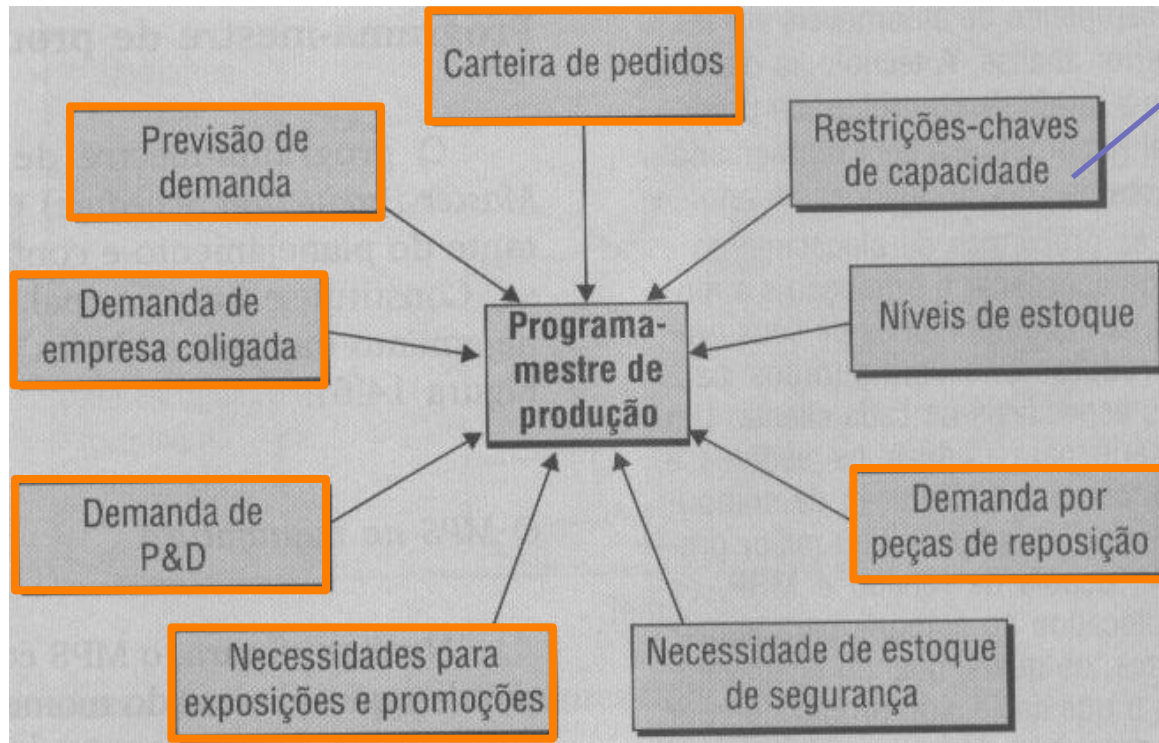 Carteira de pedidos
Previsão de
demanda
Restrições-chaves
de capacidade
Demanda de
empresa coligada
Programa-
mestre de
produção
Níveis de estoque
Demanda de
P&D
Demanda por
peças de reposição
Necessidades para
exposições e promoções
Necessidade de estoque
de segurança